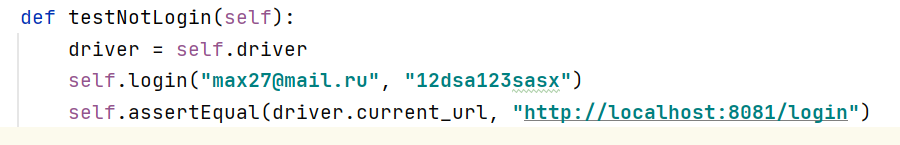 def testNotLogin(self):
driver = self.driver
self.login("max27@mail.ru", "12dsa123sasx")
self.assertEqual(driver.current_url, "http://localhost:8081/login")